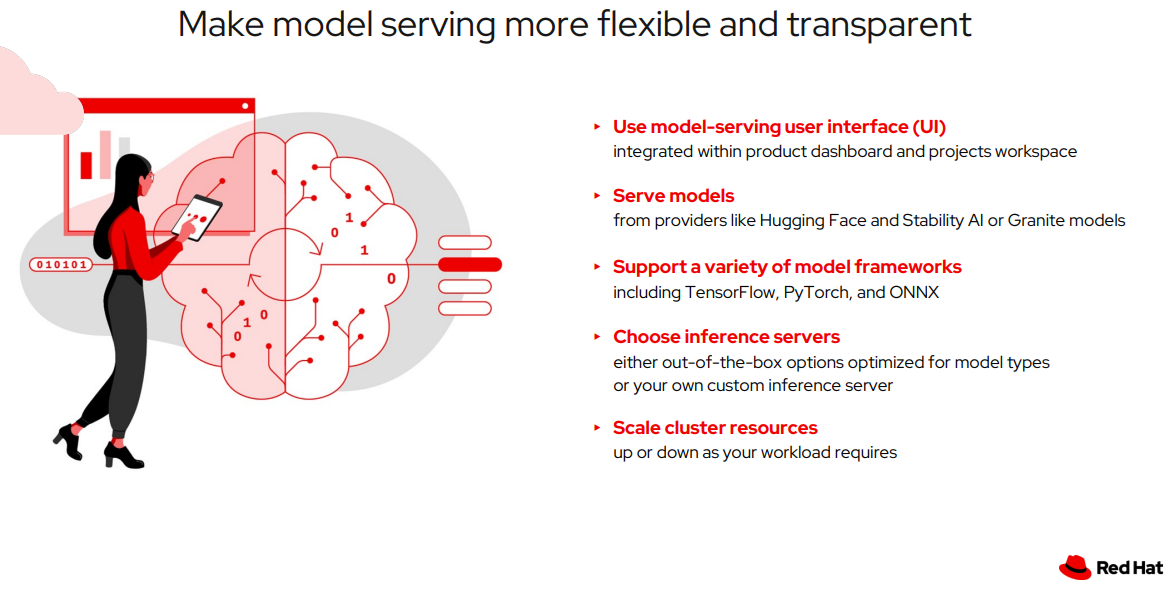 Make model serving more flexible and transparent
Use model-serving user interface (UI)
integrated within product dashboard and projects workspace
Serve models
from providers like Hugging Face and Stability AI or Granite models
Support a variety of model frameworks
including TensorFlow, PyTorch, and ONNX
Choose inference servers
either out-of-the-box options optimized for model types
or your own custom inference server
Scale cluster resources
up or down as your workload requires
010101
1
0
1
0
0
1
0
Red Hat